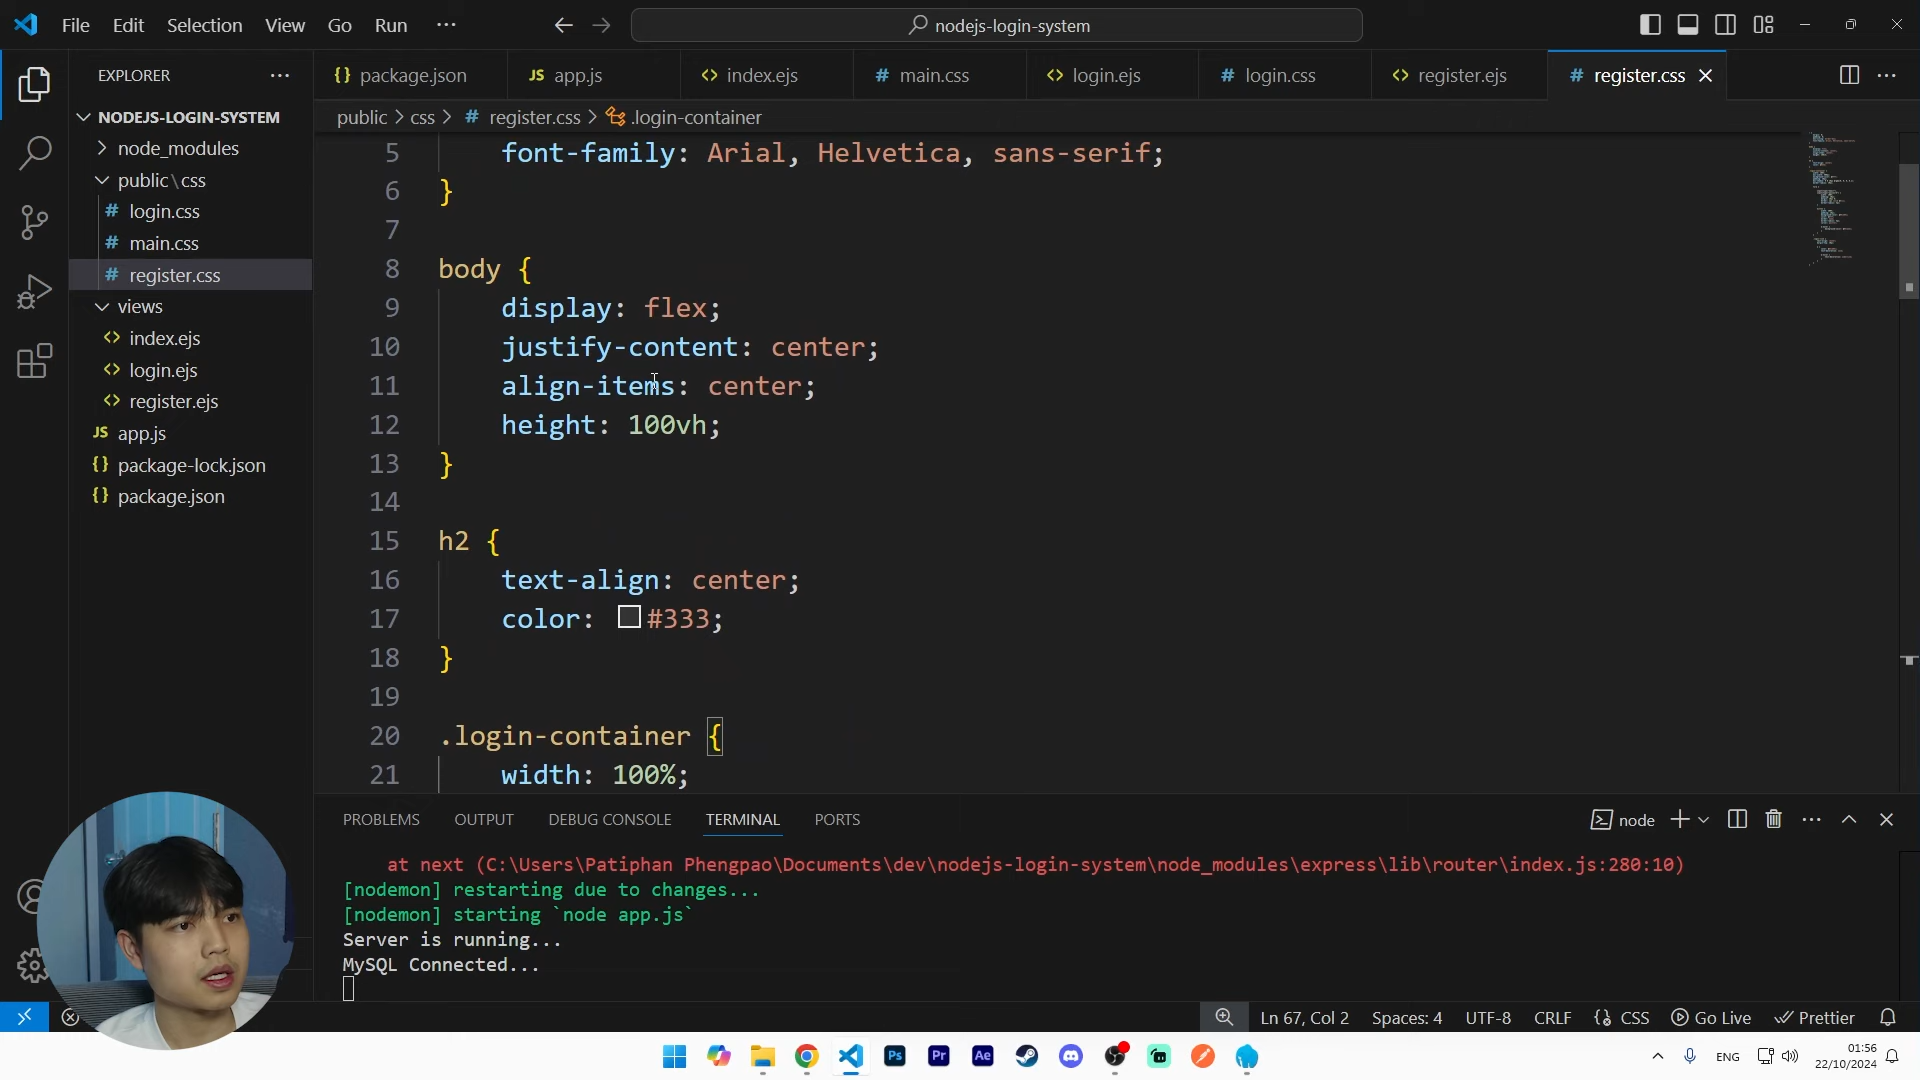 File Edit Selection View Go Run ···
nodejs-login-system
EXPLORER ···
package.json app.js index.ejs main.css login.ejs login.css register.ejs register.css
public > css > # register.css > .login-container
NODEJS-LOGIN-SYSTEM
node_modules
public\css
# login.css
# main.css
# register.css
views
<> index.ejs
<> login.ejs
<> register.ejs
JS app.js
{} package-lock.json
{} package.json
5 font-family: Arial, Helvetica, sans-serif;
6 }
7
8 body {
9 display: flex;
10 justify-content: center;
11 align-items: center;
12 height: 100vh;
13 }
14
15 h2 {
16 text-align: center;
17 color: #333;
18 }
19
20 .login-container {
21 width: 100%;
PROBLEMS OUTPUT DEBUG CONSOLE TERMINAL PORTS
node
at next (C:\Users\Patiphan Phengpao\Documents\dev\nodejs-login-system\node_modules\express\lib\router\index.js:280:10)
[nodemon] restarting due to changes...
[nodemon] starting `node app.js`
Server is running...
MySQL Connected...
Ln 67, Col 2 Spaces: 4 UTF-8 CRLF {} CSS Go Live Prettier
Ps Pr Ae
ENG
01:56
22/10/2024